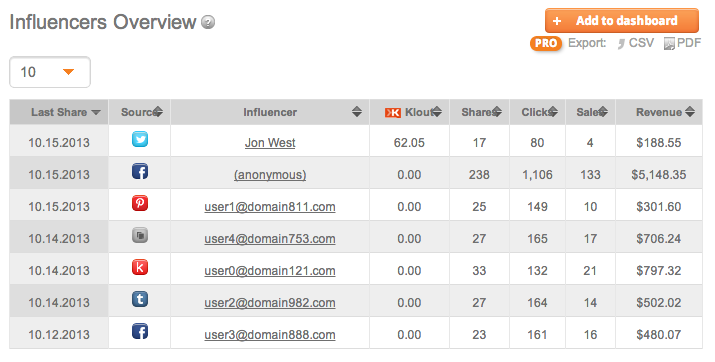 Influencers Overview ?
+ Add to dashboard
PRO Export: CSV PDF
10
Last Share Source Influencer Klout Shares Clicks Sales Revenue
10.15.2013 Jon West 62.05 17 80 4 $188.55
10.15.2013 (anonymous) 0.00 238 1,106 133 $5,148.35
10.15.2013 user1@domain811.com 0.00 25 149 10 $301.60
10.14.2013 user4@domain753.com 0.00 27 165 17 $706.24
10.14.2013 user0@domain121.com 0.00 33 132 21 $797.32
10.14.2013 user2@domain982.com 0.00 27 164 14 $502.02
10.12.2013 user3@domain888.com 0.00 23 161 16 $480.07